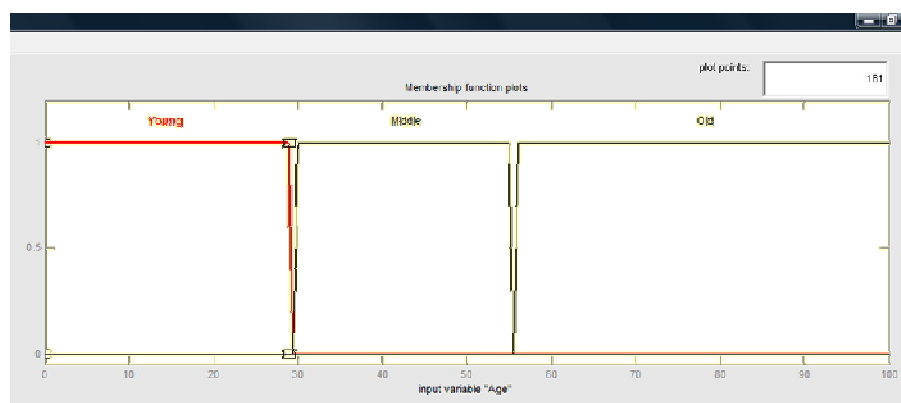 plot points:
181
Membership function plots
Young Middle Old
1
0.5
0
0 10 20 30 40 50 60 70 80 90 100
input variable "Age"